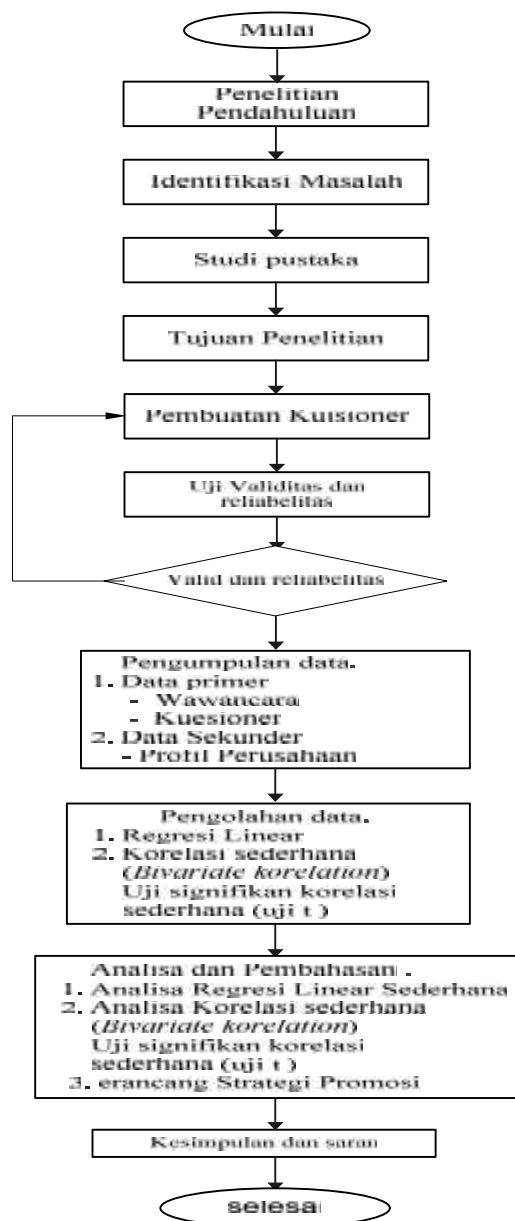 Mulai
Penelitian
Pendahuluan
Identifikasi Masalah
Studi pustaka
Tujuan Penelitian
Pembuatan Kuisioner
Uji Validitas dan
reliabelitas
Valid dan reliabelitas
Pengumpulan data.
1. Data primer
- Wawancara
- Kuesioner
2. Data Sekunder
- Profil Perusahaan
Pengolahan data.
1. Regresi Linear
2. Korelasi sederhana
(Bivariate korelation)
Uji signifikan korelasi
sederhana (uji t )
Analisa dan Pembahasan .
1. Analisa Regresi Linear Sederhana
2. Analisa Korelasi sederhana
(Bivariate korelation)
Uji signifikan korelasi
sederhana (uji t )
3. erancang Strategi Promosi
Kesimpulan dan saran
selesai